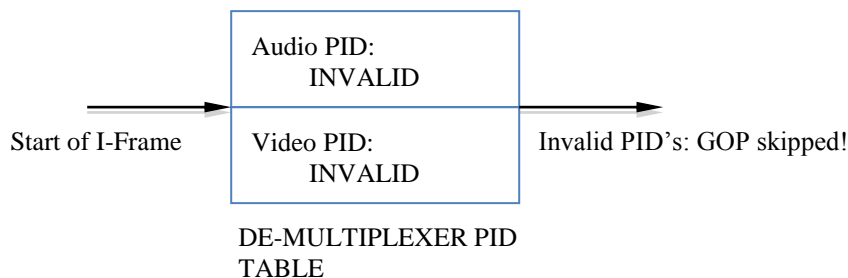 Audio PID:
INVALID
Start of I-Frame
Video PID:
INVALID
Invalid PID’s: GOP skipped!
DE-MULTIPLEXER PID
TABLE